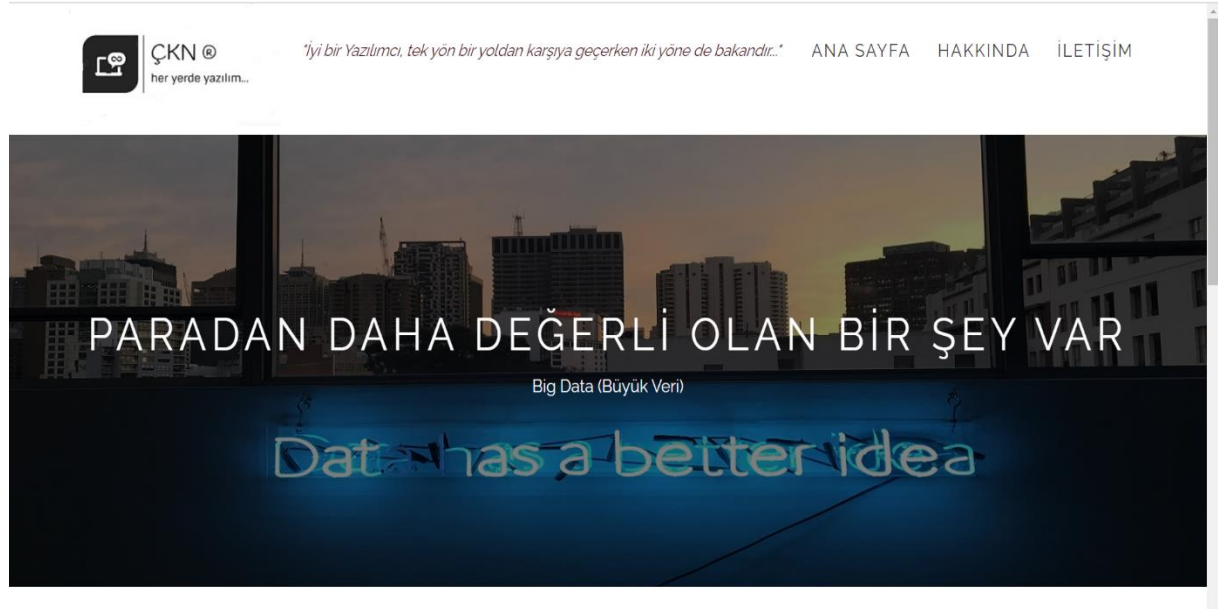 ÇKN ®
her yerde yazılım...
"İyi bir Yazılımcı, tek yön bir yoldan karşıya geçerken iki yöne de bakandır..."
ANA SAYFA HAKKINDA İLETİŞİM
PARADAN DAHA DEĞERLİ OLAN BİR ŞEY VAR
Big Data (Büyük Veri)
Data has a better idea